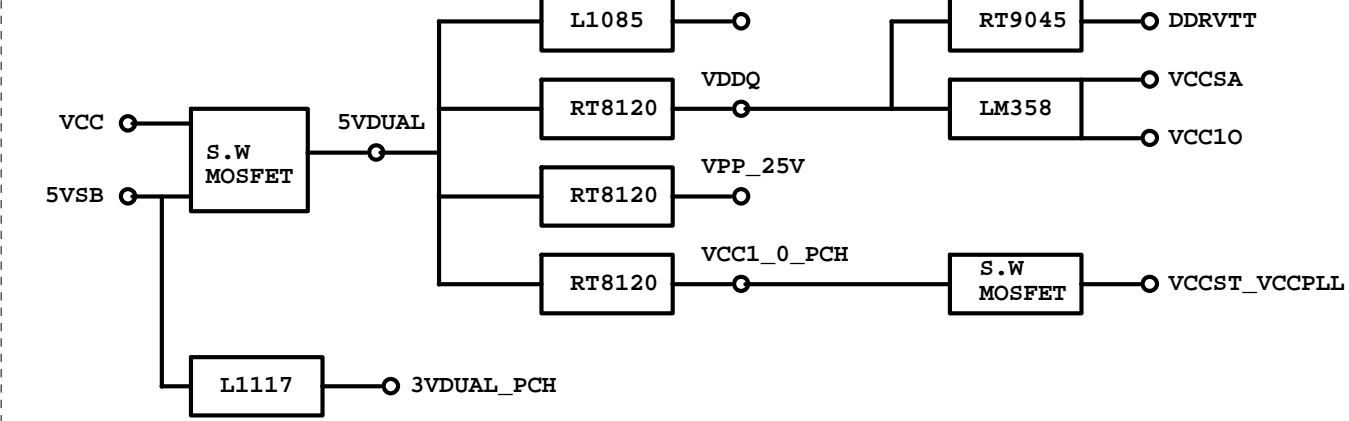 L1085
RT9045
DDRVTT
VDDQ
VCCSA
RT8120
LM358
VCC
5VDUAL
S.W
MOSFET
VCC1O
VPP_25V
5VSB
RT8120
VCC1_0_PCH
RT8120
S.W
MOSFET
VCCST_VCCPLL
L1117
3VDUAL_PCH